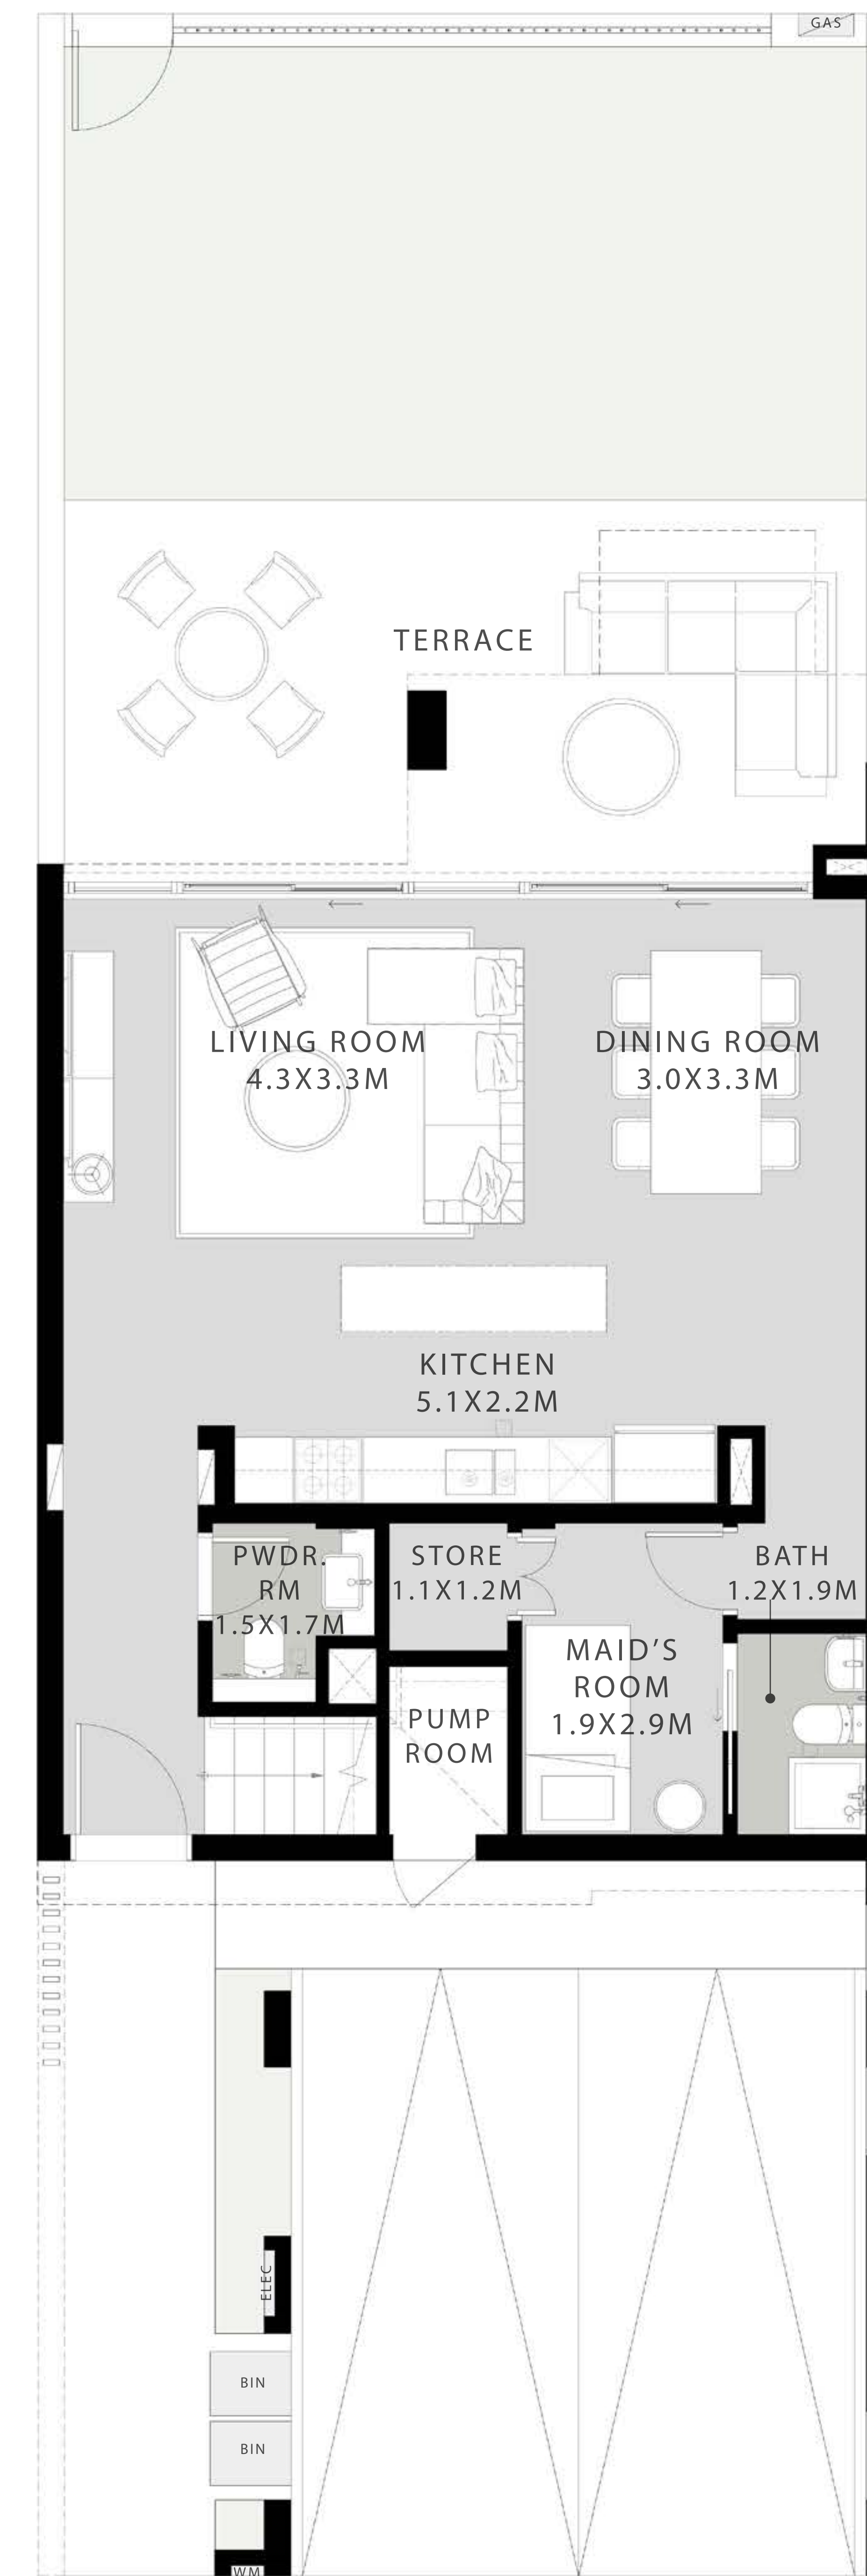 GAS
TERRACE
LIVING ROOM
4.3X3.3M
DINING ROOM
3.0X3.3M
KITCHEN
5.1X2.2M
PWDR.
RM
1.5X1.7M
STORE
1.1X1.2M
BATH
1.2X1.9M
MAID'S
ROOM
1.9X2.9M
PUMP
ROOM
ELEC
BIN
BIN
WM